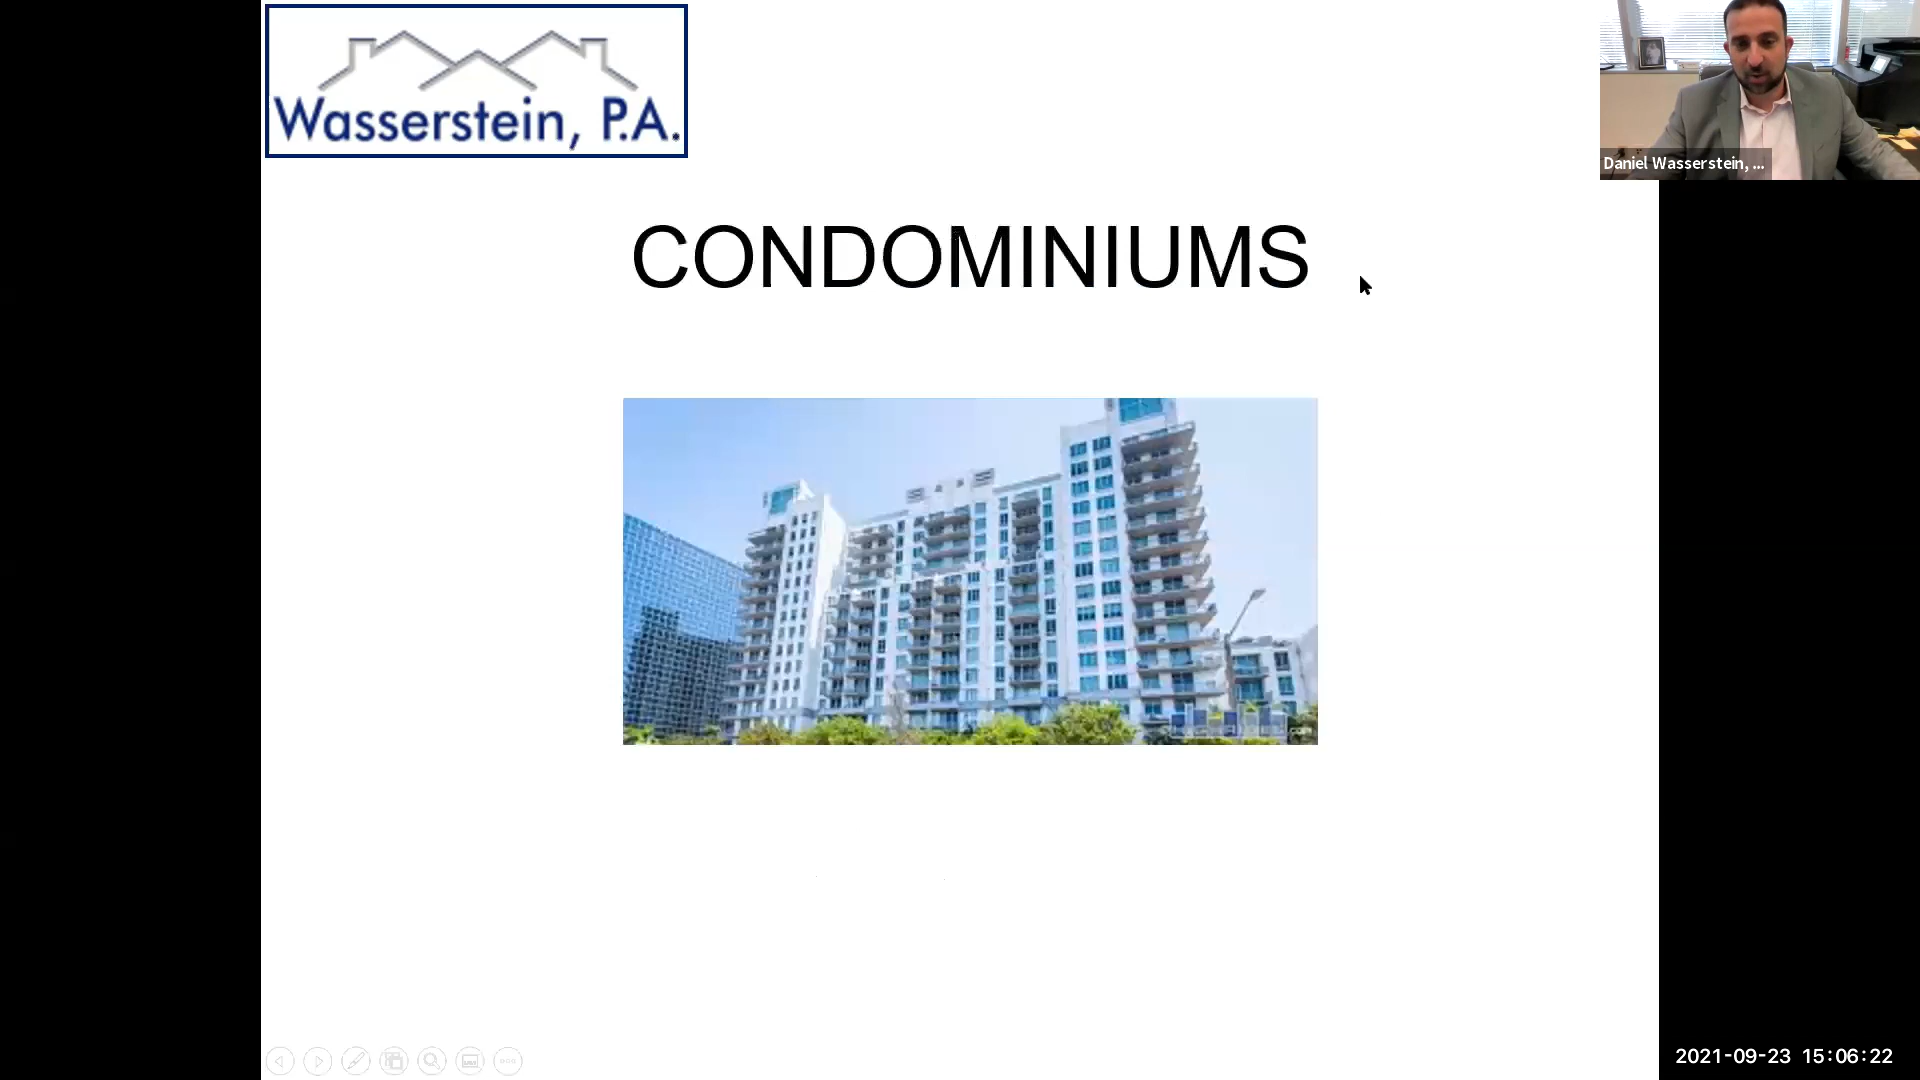 Wasserstein, P.A.
Daniel Wasserstein, ...
CONDOMINIUMS
2021-09-23 15:06:22